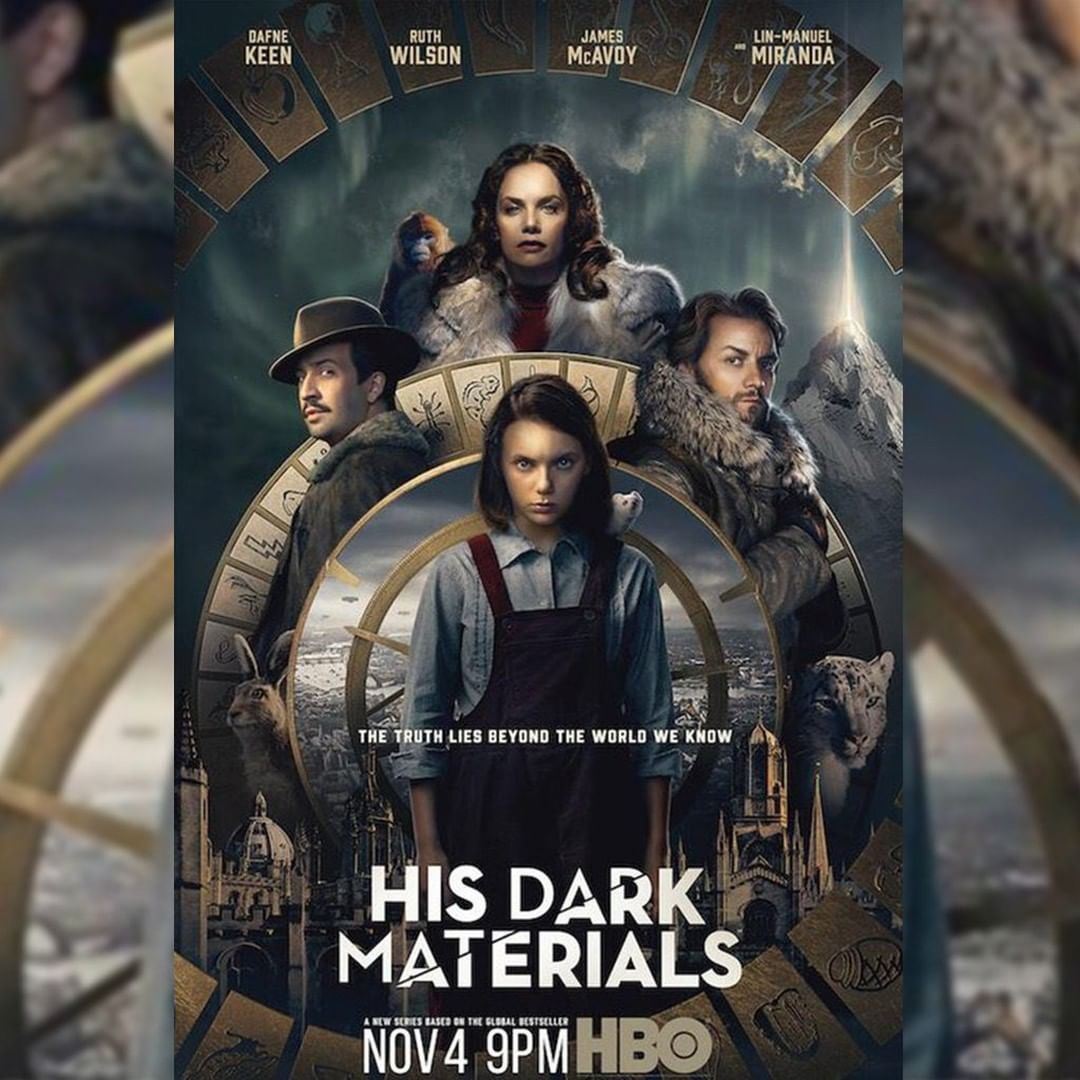 DAFNE
KEEN
RUTH
WILSON
JAMES
McAVOY
AND LIN-MANUEL
MIRANDA
THE TRUTH LIES BEYOND THE WORLD WE KNOW
HIS DARK
MATERIALS
A NEW SERIES BASED ON THE GLOBAL BESTSELLER
NOV 4 9PM HBO